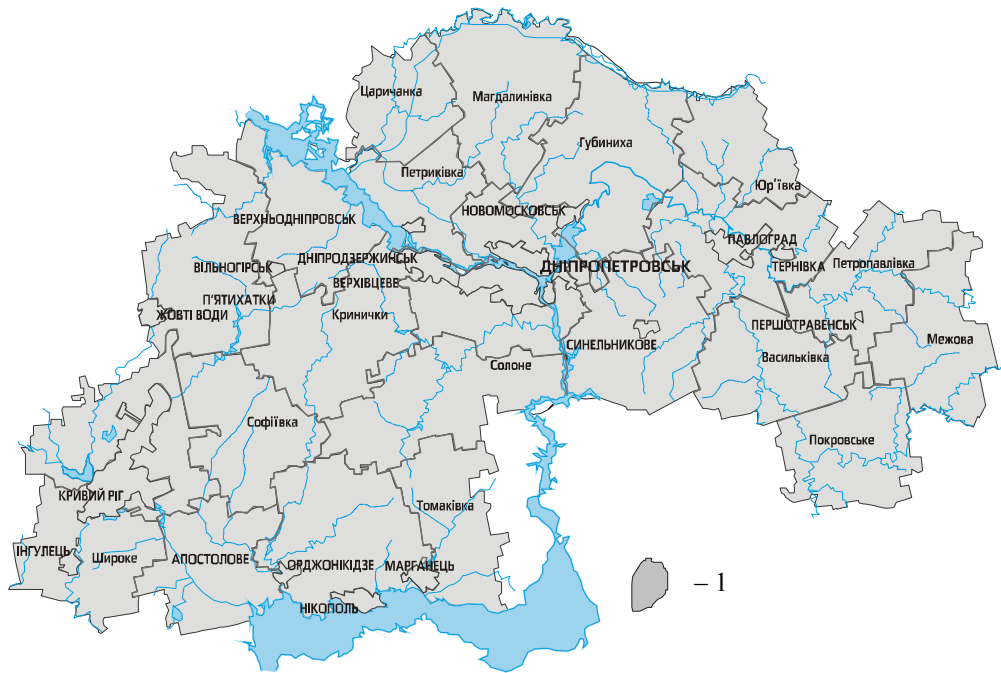 Царичанка
Магдалинівка
Губиниха
Петриківка
Юр'ївка
НОВОМОСКОВСЬК
ВЕРХНЬОДНІПРОВСЬК
ПАВЛОГРАД
ДНІПРОДЗЕРЖИНСЬК
ВІЛЬНОГІРСЬК
ДНІПРОПЕТРОВСЬК
ТЕРНІВКА
Петропавлівка
ВЕРХІВЦЕВЕ
П'ЯТИХАТКИ
ЖОВТІ ВОДИ
Кринички
ПЕРШОТРАВЕНСЬК
СИНЕЛЬНИКОВЕ
Межова
Васильківка
Солоне
Софіївка
Покровське
КРИВИЙ РІГ
Томаківка
ІНГУЛЕЦЬ
Широке
АПОСТОЛОВЕ
ОРДЖОНІКІДЗЕ
МАРГАНЕЦЬ
НІКОПОЛЬ
– 1